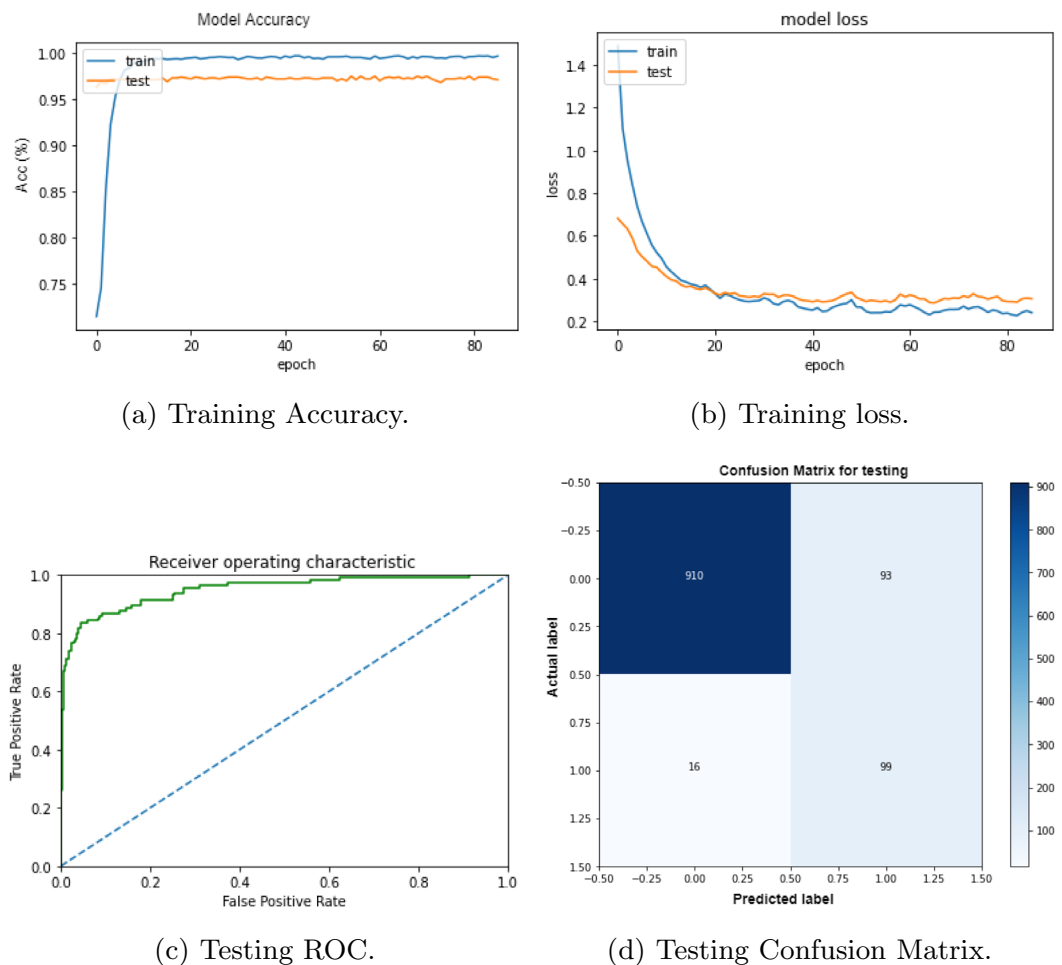 Model Accuracy
train
test
1.00
0.95
0.90
0.85
0.80
0.75
Acc (%)
0 20 40 60 80
epoch
(a) Training Accuracy.
model loss
train
test
1.4
1.2
1.0
0.8
0.6
0.4
0.2
loss
0 20 40 60 80
epoch
(b) Training loss.
Receiver operating characteristic
1.0
0.8
0.6
0.4
0.2
0.0
True Positive Rate
0.0 0.2 0.4 0.6 0.8 1.0
False Positive Rate
(c) Testing ROC.
Confusion Matrix for testing
−0.50
−0.25
0.00
0.25
0.50
0.75
1.00
1.25
1.50
Actual label
910 93
16 99
−0.50 −0.25 0.00 0.25 0.50 0.75 1.00 1.25 1.50
Predicted label
900
800
700
600
500
400
300
200
100
(d) Testing Confusion Matrix.